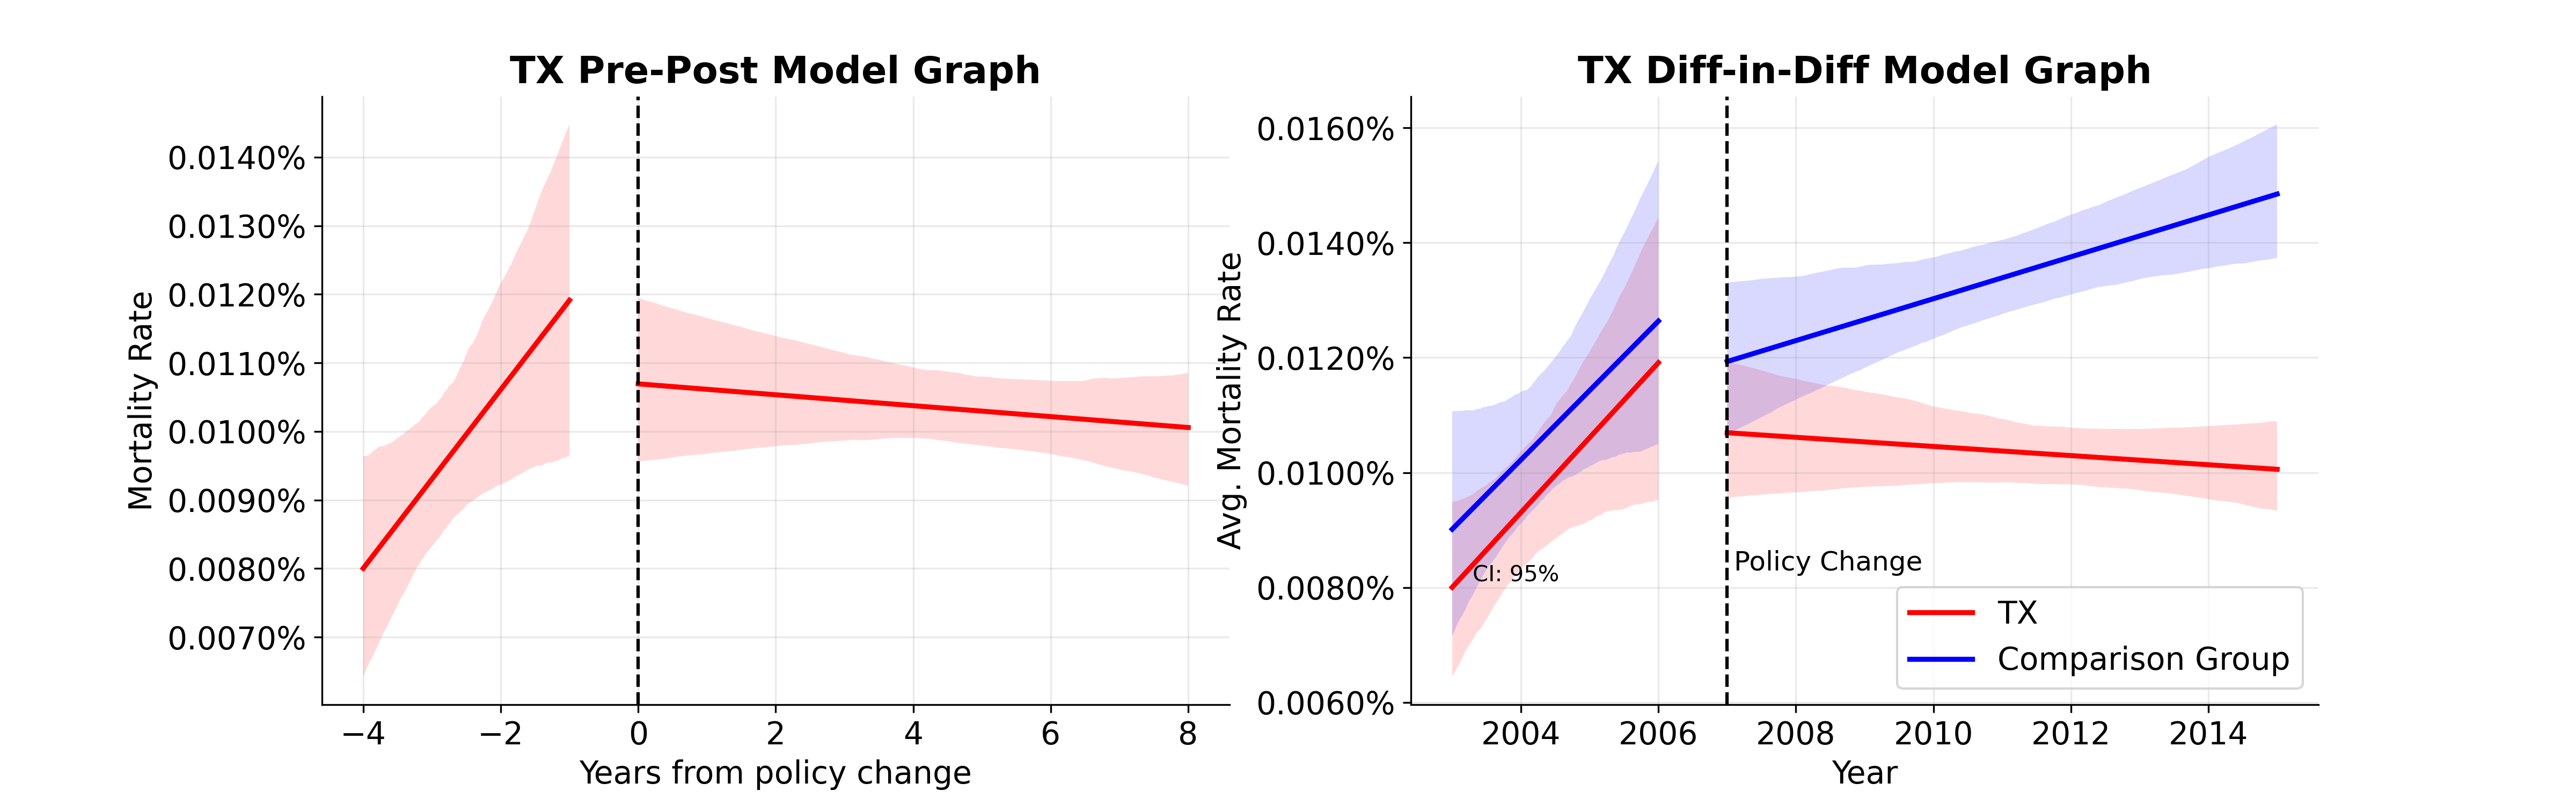 TX Pre-Post Model Graph
Mortality Rate
0.0140%
0.0130%
0.0120%
0.0110%
0.0100%
0.0090%
0.0080%
0.0070%
−4 −2 0 2 4 6 8
Years from policy change
TX Diff-in-Diff Model Graph
Avg. Mortality Rate
0.0160%
0.0140%
0.0120%
0.0100%
0.0080%
0.0060%
CI: 95%
Policy Change
TX
Comparison Group
2004 2006 2008 2010 2012 2014
Year